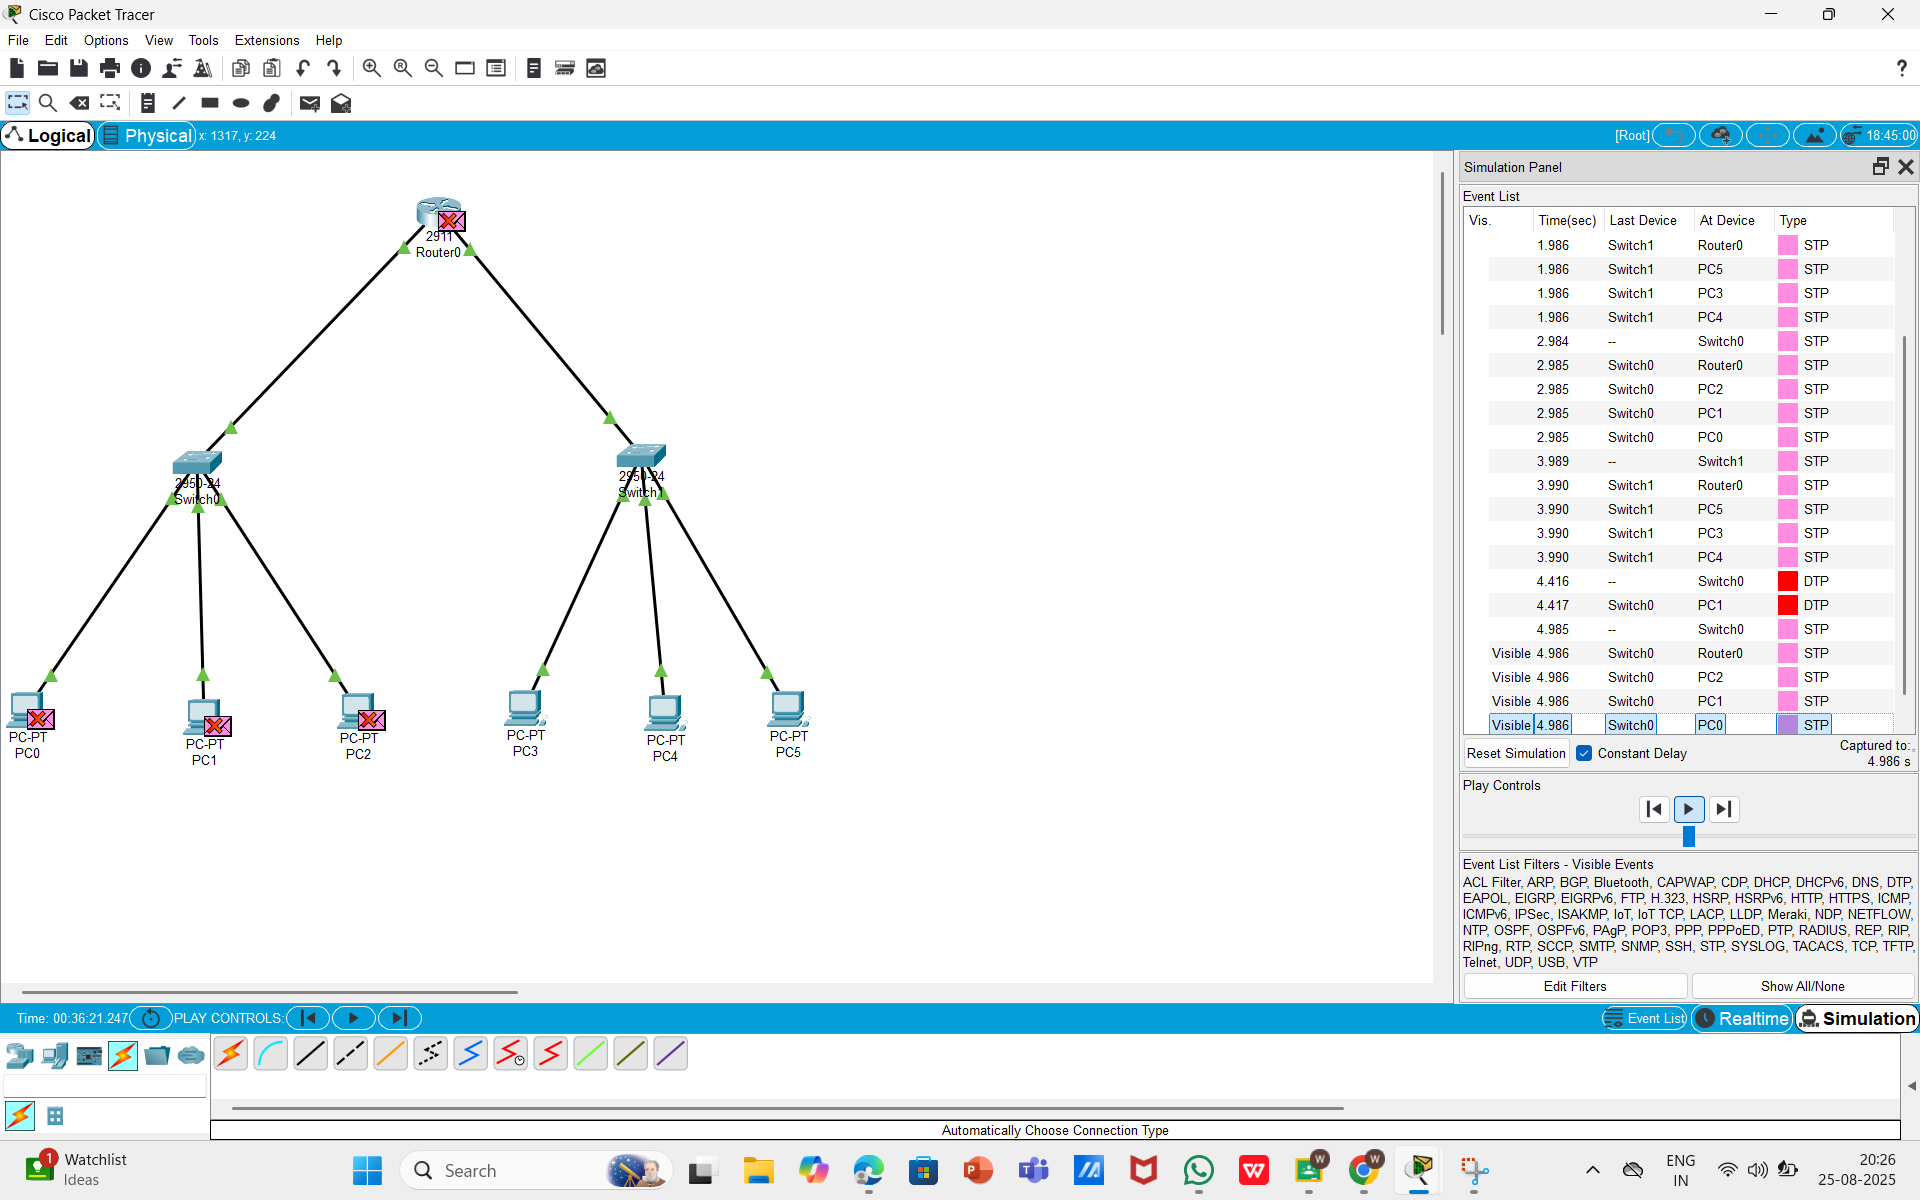 Cisco Packet Tracer
File Edit Options View Tools Extensions Help
Logical Physical x: 1317, y: 224 [Root] 18:45:00
2911
Router0
2950-24
Switch0
2950-24
Switch1
PC-PT
PC0
PC-PT
PC1
PC-PT
PC2
PC-PT
PC3
PC-PT
PC4
PC-PT
PC5
Simulation Panel
Event List
Vis. Time(sec) Last Device At Device Type
1.986 Switch1 Router0 STP
1.986 Switch1 PC5 STP
1.986 Switch1 PC3 STP
1.986 Switch1 PC4 STP
2.984 -- Switch0 STP
2.985 Switch0 Router0 STP
2.985 Switch0 PC2 STP
2.985 Switch0 PC1 STP
2.985 Switch0 PC0 STP
3.989 -- Switch1 STP
3.990 Switch1 Router0 STP
3.990 Switch1 PC5 STP
3.990 Switch1 PC3 STP
3.990 Switch1 PC4 STP
4.416 -- Switch0 DTP
4.417 Switch0 PC1 DTP
4.985 -- Switch0 STP
Visible 4.986 Switch0 Router0 STP
Visible 4.986 Switch0 PC2 STP
Visible 4.986 Switch0 PC1 STP
Visible 4.986 Switch0 PC0 STP
Reset Simulation Constant Delay Captured to:
4.986 s
Play Controls
Event List Filters - Visible Events
ACL Filter, ARP, BGP, Bluetooth, CAPWAP, CDP, DHCP, DHCPv6, DNS, DTP,
EAPOL, EIGRP, EIGRPv6, FTP, H.323, HSRP, HSRPv6, HTTP, HTTPS, ICMP,
ICMPv6, IPSec, ISAKMP, IoT, IoT TCP, LACP, LLDP, Meraki, NDP, NETFLOW,
NTP, OSPF, OSPFv6, PAgP, POP3, PPP, PPPoED, PTP, RADIUS, REP, RIP,
RIPng, RTP, SCCP, SMTP, SNMP, SSH, STP, SYSLOG, TACACS, TCP, TFTP,
Telnet, UDP, USB, VTP
Edit Filters Show All/None
Time: 00:36:21.247 PLAY CONTROLS: Event List Realtime Simulation
Automatically Choose Connection Type
1 Watchlist
Ideas
Search
W W
ENG
IN
20:26
25-08-2025